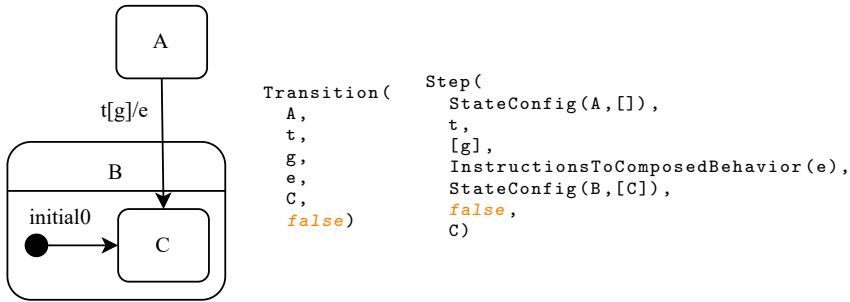 A
t[g]/e
B
initial0
C
Transition(
A,
t,
g,
e,
C,
false)
Step(
StateConfig(A,[]),
t,
[g],
InstructionsToComposedBehavior(e),
StateConfig(B,[C]),
false,
C)